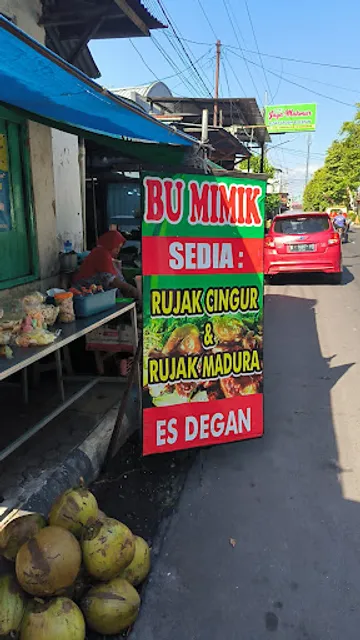 BU MIMIK
SEDIA :
RUJAK CINGUR
&
RUJAK MADURA
ES DEGAN